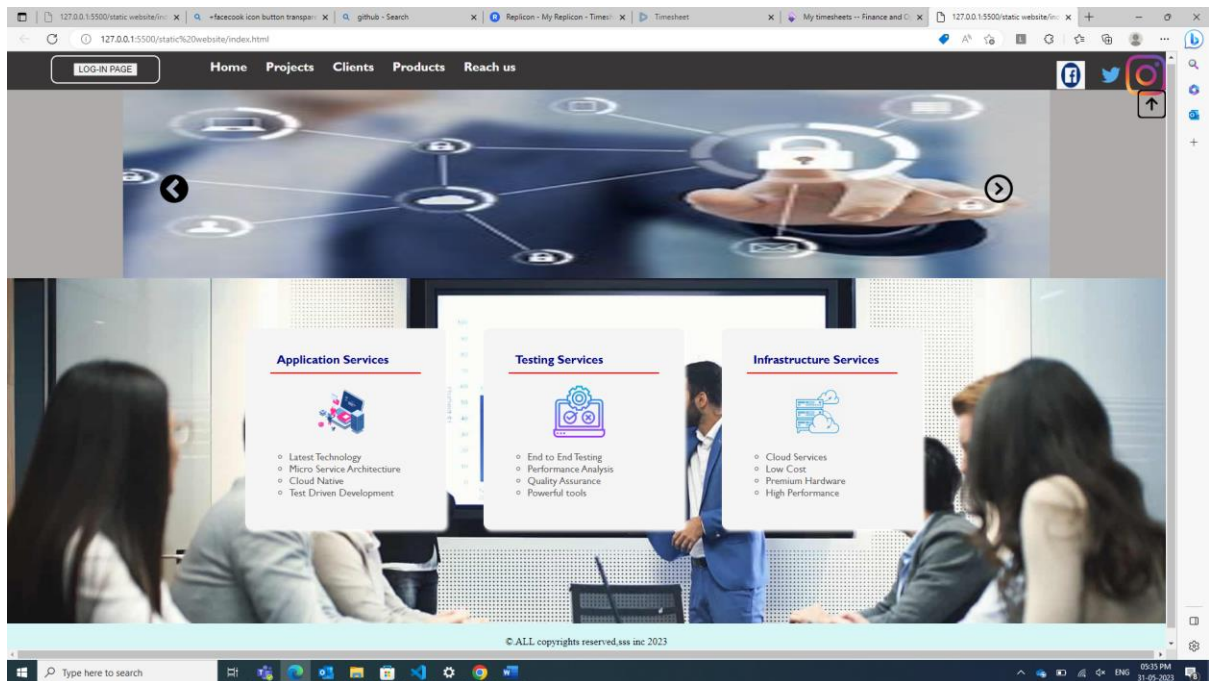 127.0.0.1:5500/static website/in
+facecook icon button transpar
github - Search
Replicon - My Replicon - Timesh
Timesheet
My timesheets -- Finance and O
127.0.0.1:5500/static website/in
127.0.0.1:5500/static%20website/index.html
LOG-IN PAGE
Home Projects Clients Products Reach us
Application Services
Latest Technology
Micro Service Architectiure
Cloud Native
Test Driven Development
Testing Services
End to End Testing
Performance Analysis
Quality Assurance
Powerful tools
Infrastructure Services
Cloud Services
Low Cost
Premium Hardware
High Performance
©.ALL copyrights reserved,sss inc 2023
Type here to search
ENG
05:35 PM
31-05-2023